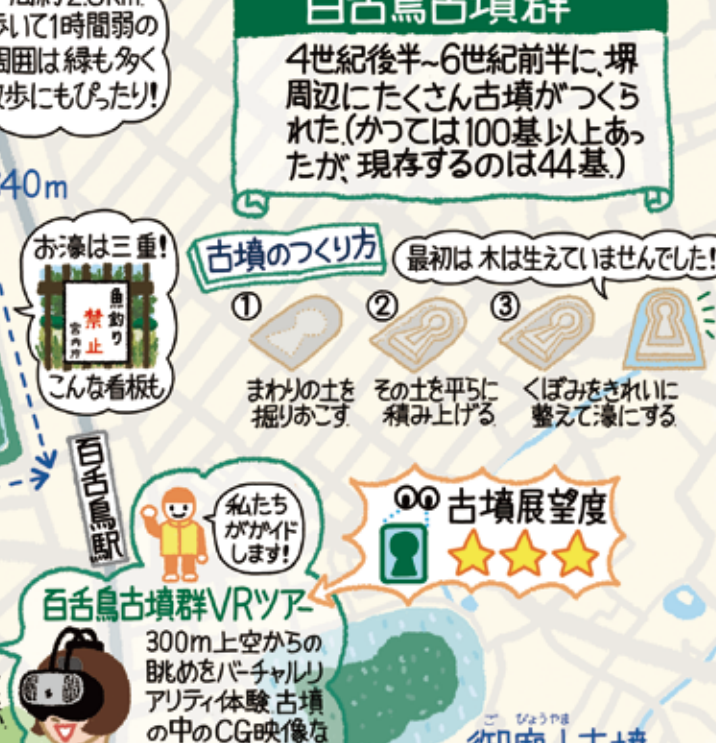 一周約2.8km.
歩いて1時間弱の
周囲は緑も多く
散歩にもぴったり!
40m
百舌鳥古墳群
4世紀後半~6世紀前半に、堺
周辺にたくさん古墳がつくら
れた.(かつては100基以上あっ
たが、現存するのは44基.)
お濠は三重!
魚釣り
禁止
宮内庁
こんな看板も
古墳のつくり方
最初は木は生えていませんでした!
①
まわりの土を
掘りおこす.
②
その土を平らに
積み上げる.
③
くぼみをきれいに
整えて濠にする.
百舌鳥駅
私たち
がガイド
します!
古墳展望度
百舌鳥古墳群VRツアー
300m上空からの
眺めをバーチャルリ
アリティ体験.古墳
の中のCG映像な
ご びょうやま
御廟山古墳